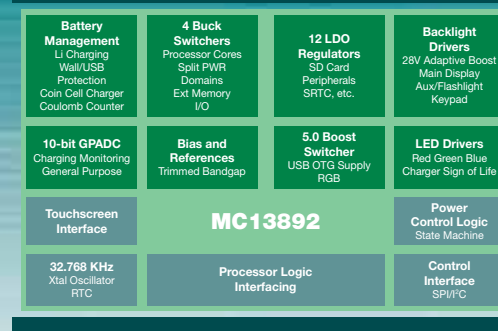 Battery
Management
Li Charging
Wall/USB
Protection
Coin Cell Charger
Coulomb Counter
4 Buck
Switchers
Processor Cores
Split PWR
Domains
Ext Memory
I/O
12 LDO
Regulators
SD Card
Peripherals
SRTC, etc.
Backlight
Drivers
28V Adaptive Boost
Main Display
Aux/Flashlight
Keypad
10-bit GPADC
Charging Monitoring
General Purpose
Bias and
References
Trimmed Bandgap
5.0 Boost
Switcher
USB OTG Supply
RGB
LED Drivers
Red Green Blue
Charger Sign of Life
Touchscreen
Interface
MC13892
Power
Control Logic
State Machine
32.768 KHz
Xtal Oscillator
RTC
Processor Logic
Interfacing
Control
Interface
SPI/I²C